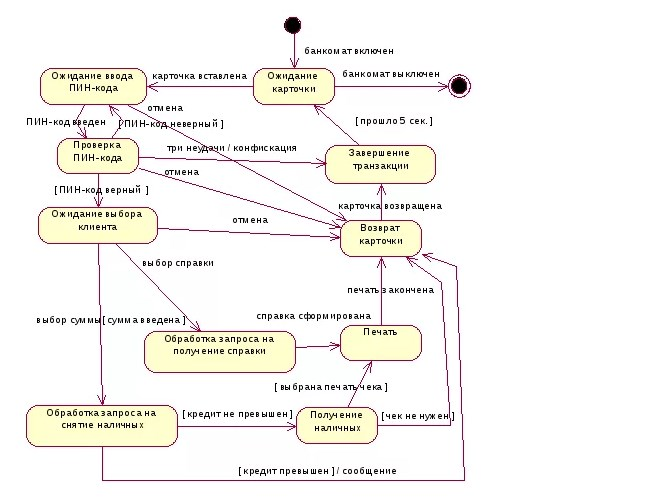 банкомат включен
Ожидание ввода
ПИН-кода
карточка вставлена
Ожидание
карточки
банкомат выключен
отмена
ПИН-код введен
[ ПИН-код неверный ]
[ прошло 5 сек. ]
Проверка
ПИН-кода
три неудачи / конфискация
Завершение
транзакции
отмена
[ ПИН-код верный ]
карточка возвращена
Ожидание выбора
клиента
отмена
Возврат
карточки
выбор справки
печать закончена
выбор суммы[ сумма введена ]
справка сформирована
Обработка запроса на
получение справки
Печать
[ выбрана печать чека ]
Обработка запроса на
снятие наличных
[ кредит не превышен ]
Получение
наличных
[ чек не нужен ]
[ кредит превышен ] / сообщение